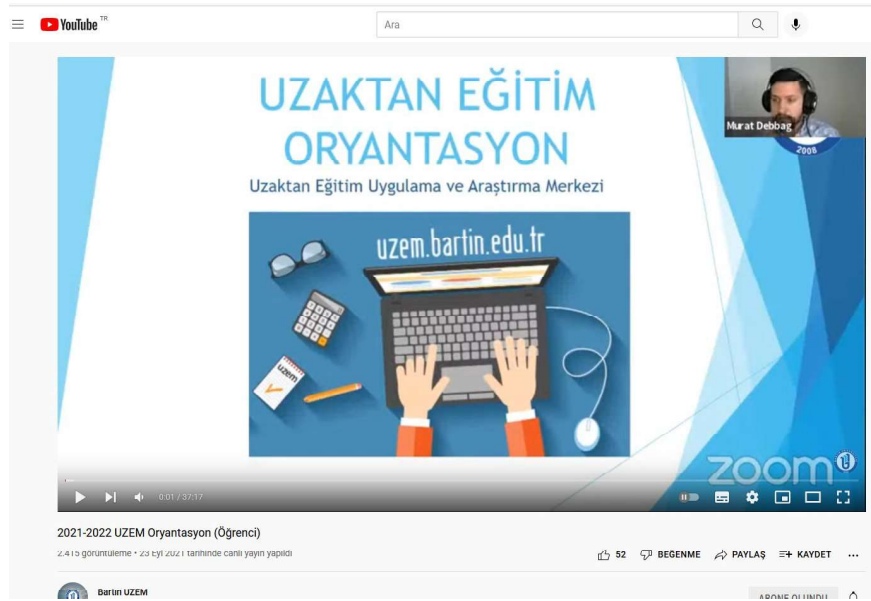 YouTube TR
Ara
UZAKTAN EĞİTİM
ORYANTASYON
Uzaktan Eğitim Uygulama ve Araştırma Merkezi
Murat Debbag
2008
uzem.bartin.edu.tr
uzem
zoom
0:01 / 37:17
2021-2022 UZEM Oryantasyon (Öğrenci)
2.415 görüntüleme • 23 Eyl 2021 tarihinde canlı yayın yapıldı
52 BEĞENME PAYLAŞ KAYDET
Bartın UZEM
ABONE OLUNDU